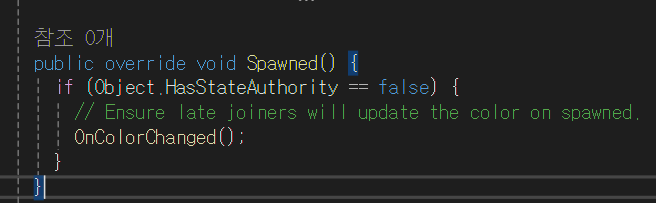 참조 0개
public override void Spawned() {
if (Object.HasStateAuthority == false) {
// Ensure late joiners will update the color on spawned.
OnColorChanged();
}
}